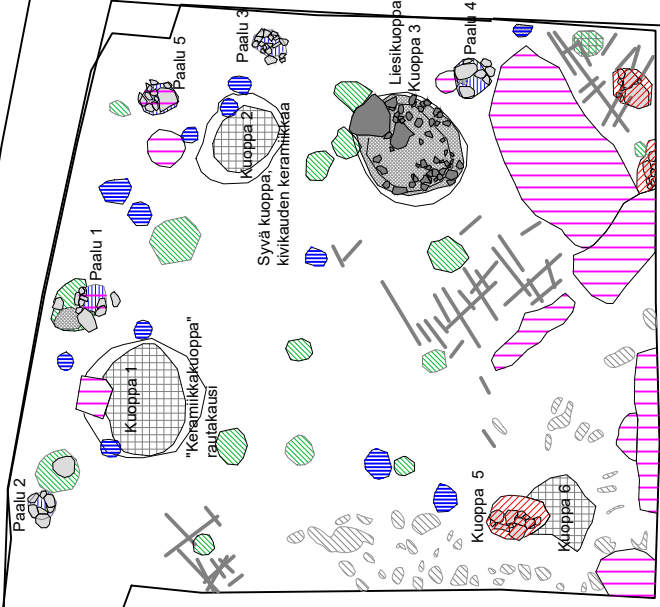 Paalu 3
Paalu 5
Liesikuoppa
Kuoppa 3
Paalu 4
Kuoppa 2
Syvä kuoppa,
kivikauden keramiikkaa
Paalu 1
Kuoppa 1
"Keramiikkakuoppa"
rautakausi
Paalu 2
Kuoppa 5
Kuoppa 6